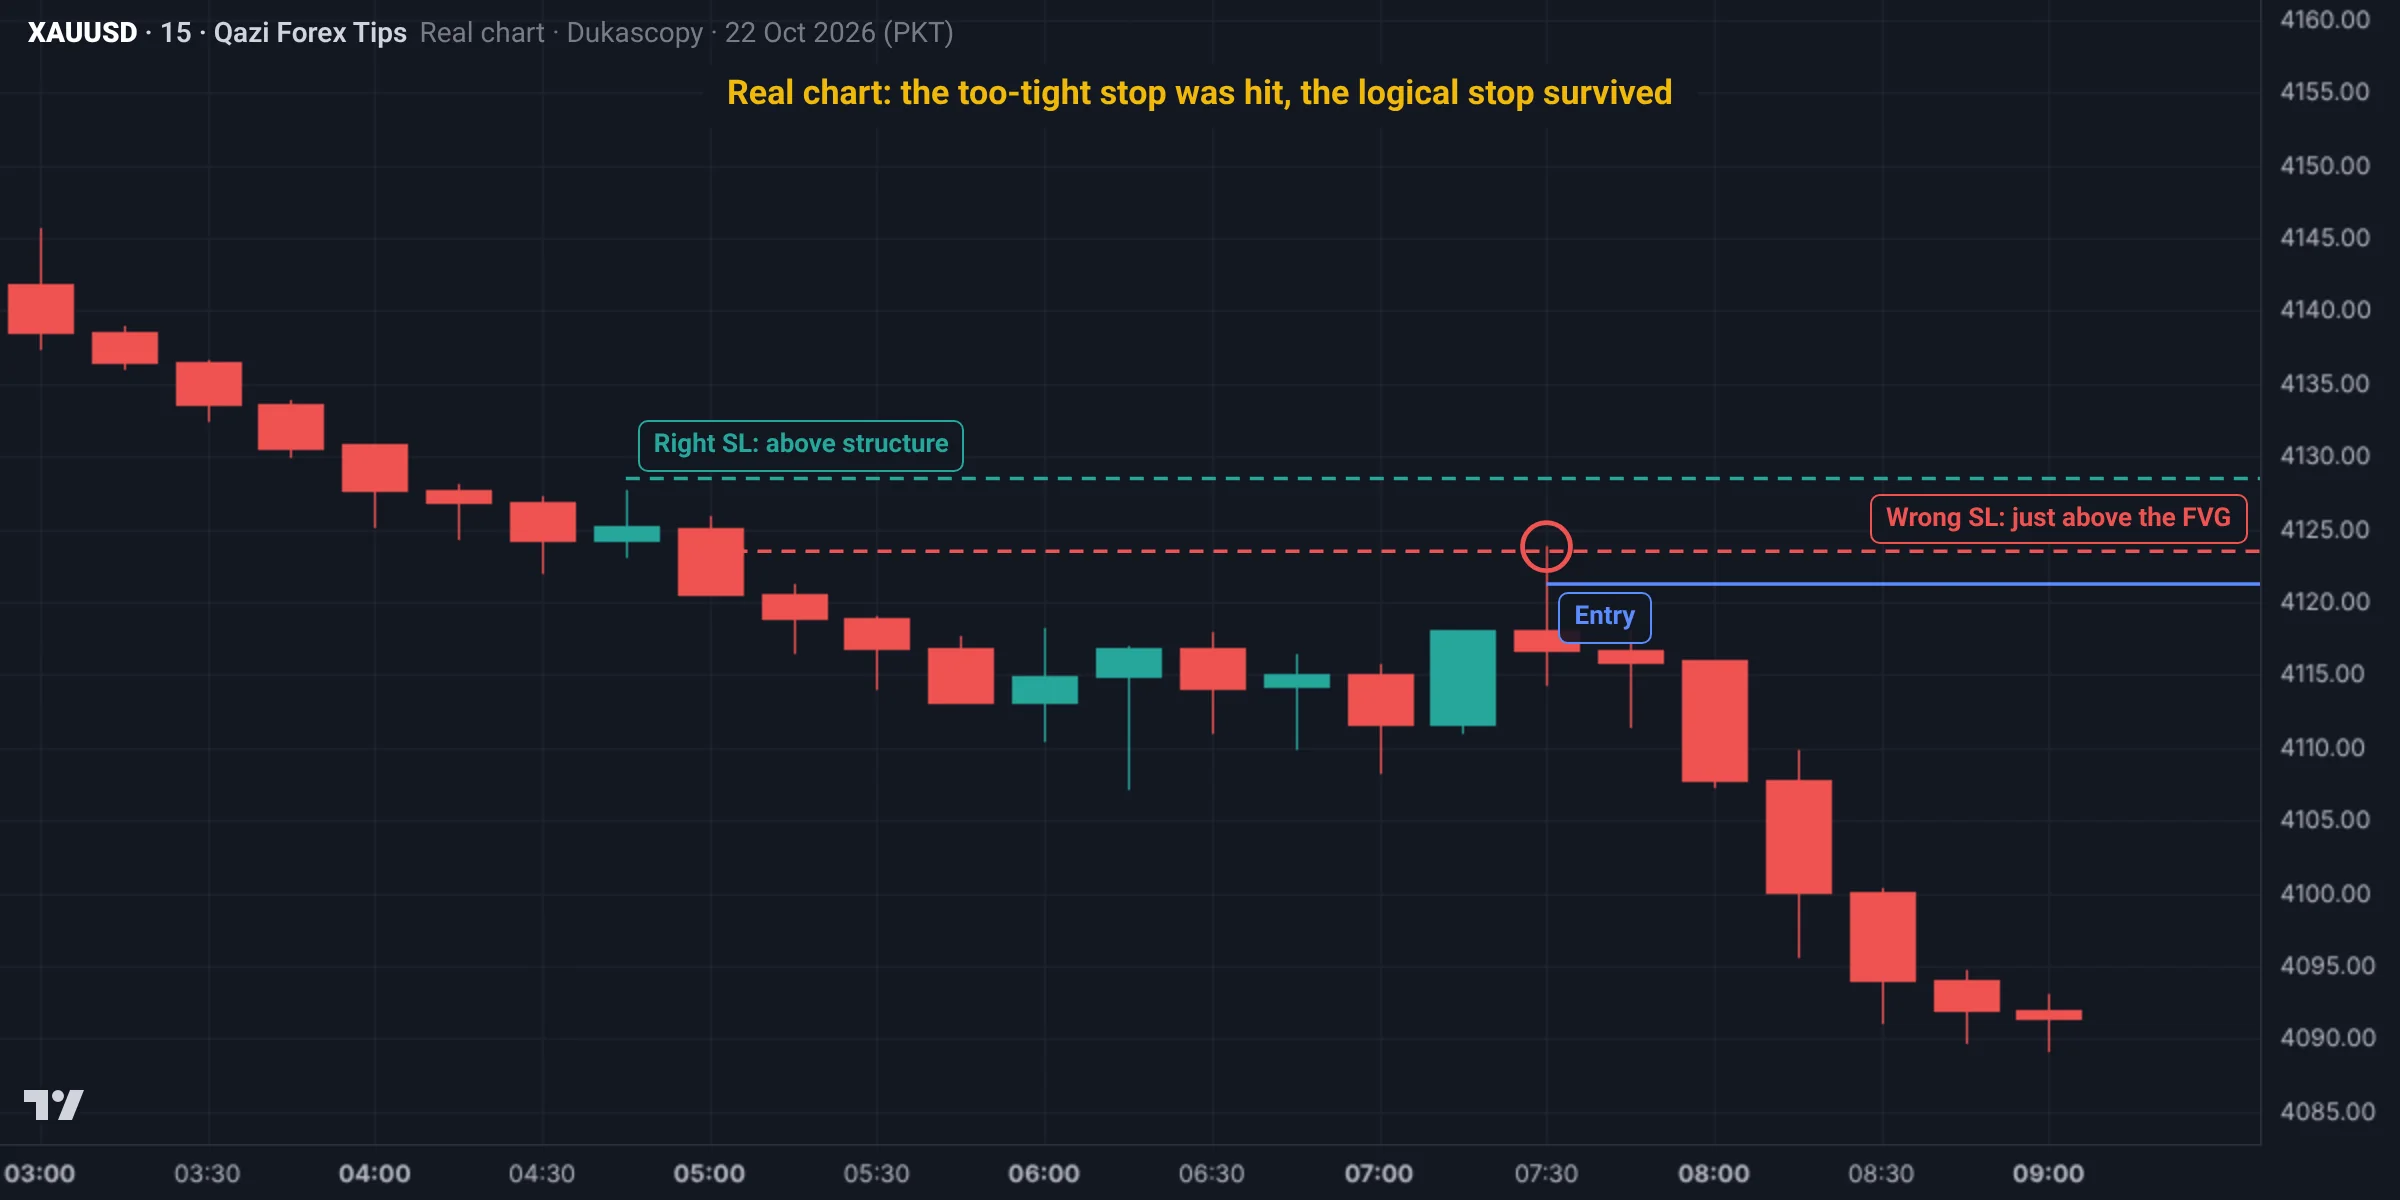 XAUUSD · 15 · Qazi Forex Tips Real chart · Dukascopy · 22 Oct 2026 (PKT)
Real chart: the too-tight stop was hit, the logical stop survived
Right SL: above structure
Wrong SL: just above the FVG
Entry
4160.00
4155.00
4150.00
4145.00
4140.00
4135.00
4130.00
4125.00
4120.00
4115.00
4110.00
4105.00
4100.00
4095.00
4090.00
4085.00
03:00 03:30 04:00 04:30 05:00 05:30 06:00 06:30 07:00 07:30 08:00 08:30 09:00